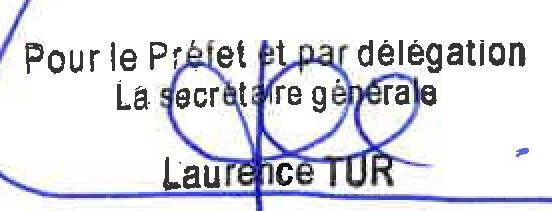 Pour le Préfet et par délégation
La secrétaire générale
Laurence TUR